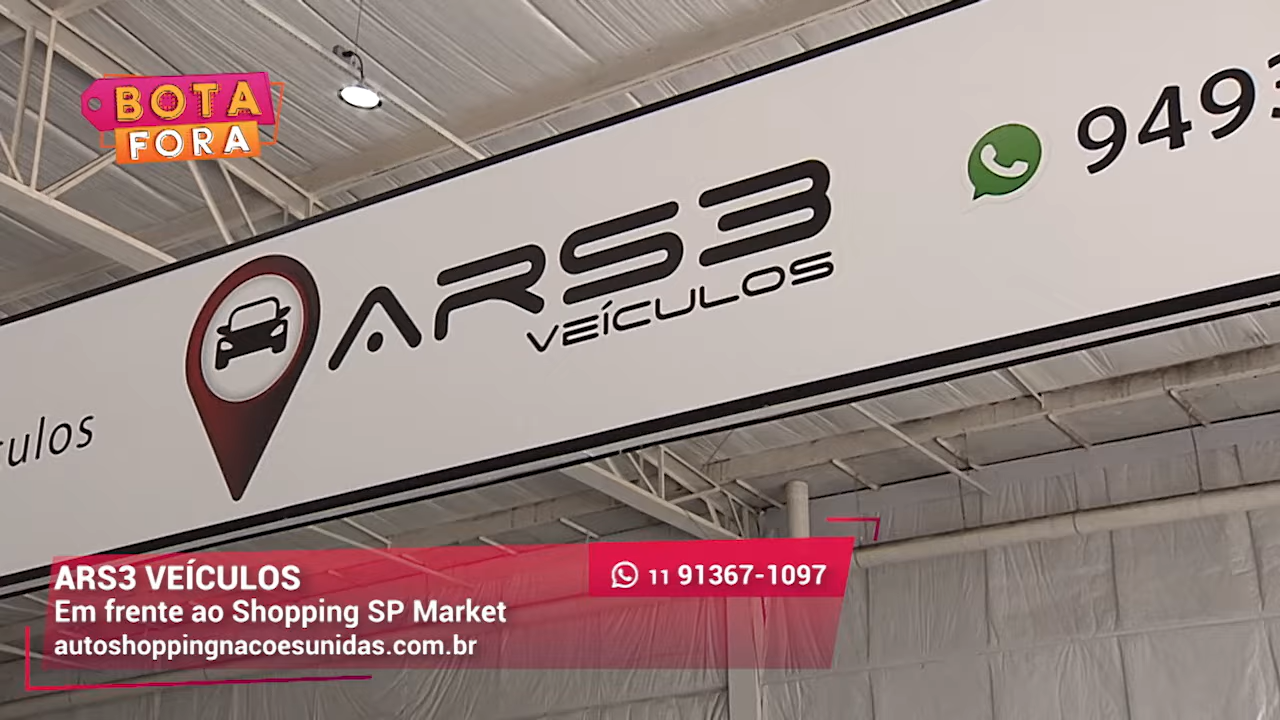 BOTA
FORA
ARS3
VEÍCULOS
949
ARS3 VEÍCULOS
Em frente ao Shopping SP Market
autoshoppingnacoesunidas.com.br
11 91367-1097